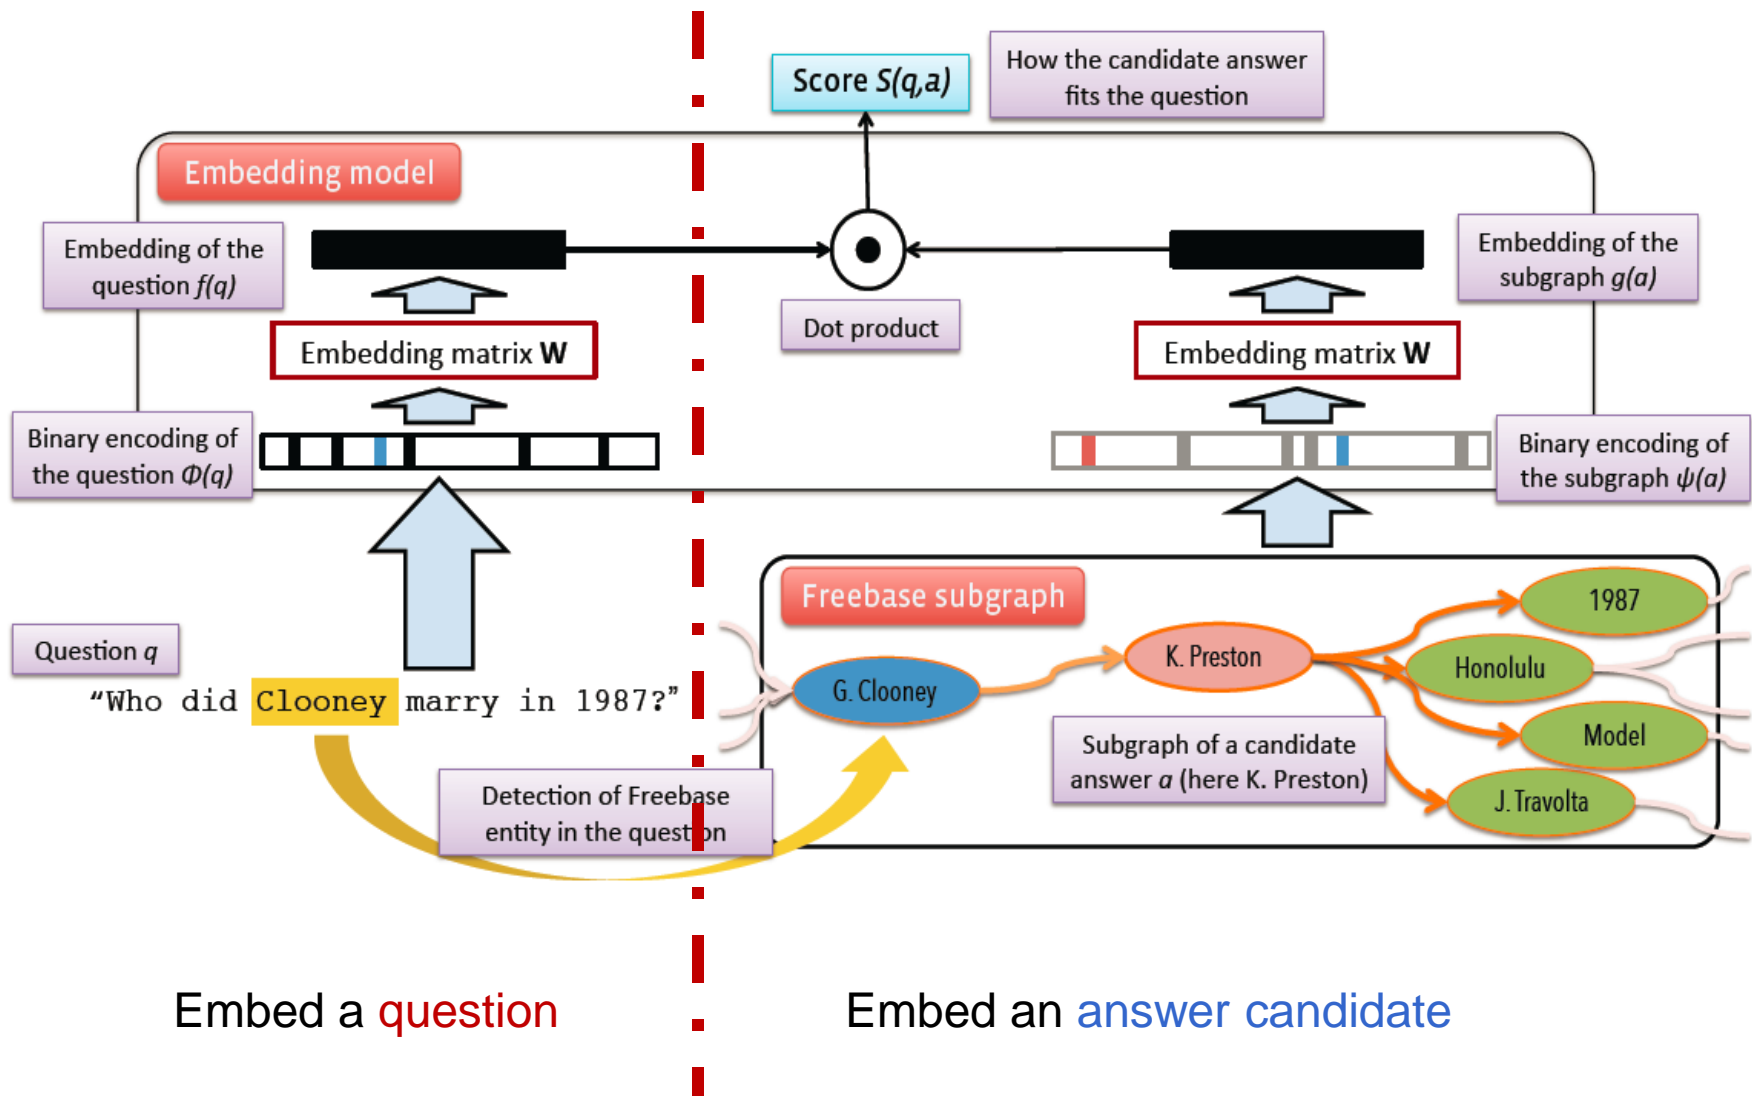 Score S(q,a)
How the candidate answer
fits the question
Embedding model
Embedding of the
question f(q)
Embedding of the
subgraph g(a)
Dot product
Embedding matrix W
Embedding matrix W
Binary encoding of
the question Φ(q)
Binary encoding of
the subgraph ψ(a)
Freebase subgraph
Question q
“Who did Clooney marry in 1987?”
G. Clooney
K. Preston
1987
Honolulu
Model
J. Travolta
Subgraph of a candidate
answer a (here K. Preston)
Detection of Freebase
entity in the question
Embed a question
Embed an answer candidate